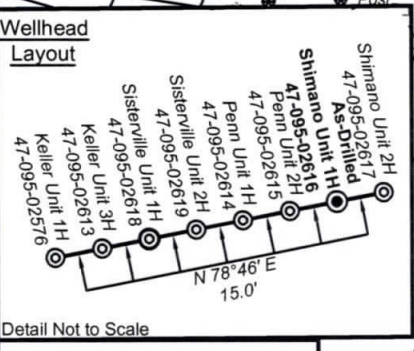 Wellhead
Layout
Keller Unit 1H
47-095-02576
Keller Unit 3H
47-095-02613
Sisterville Unit 1H
47-095-02618
Sisterville Unit 2H
47-095-02619
Penn Unit 1H
47-095-02614
Penn Unit 2H
47-095-02615
Shimano Unit 1H
47-095-02616
As-Drilled
Shimano Unit 2H
47-095-02617
N 78°46' E
15.0'
Detail Not to Scale